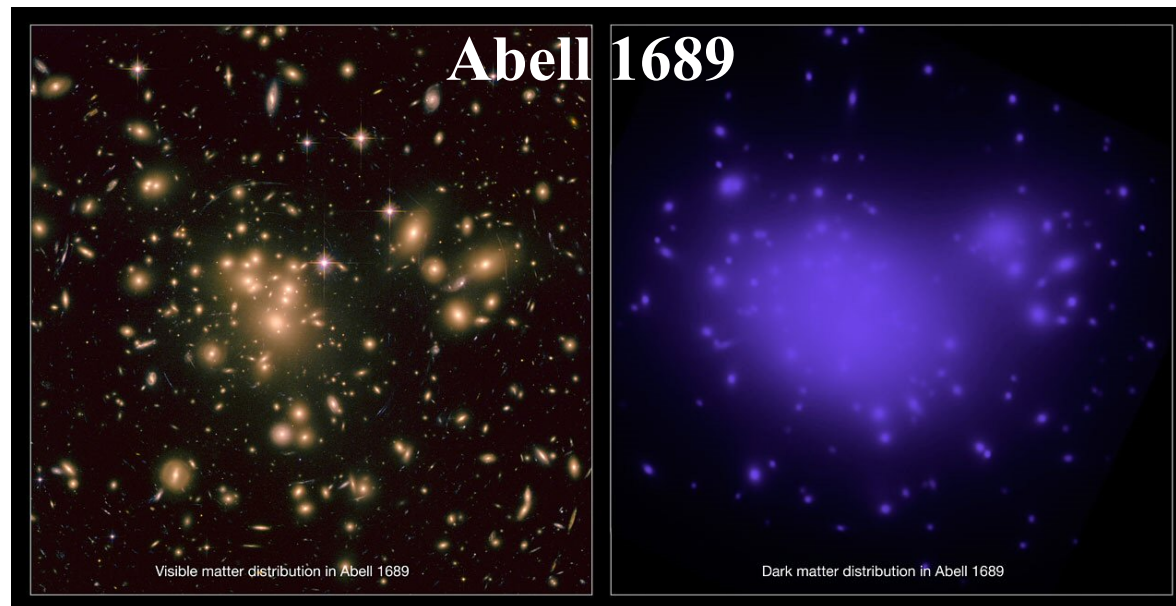 Abell 1689
Visible matter distribution in Abell 1689
Dark matter distribution in Abell 1689